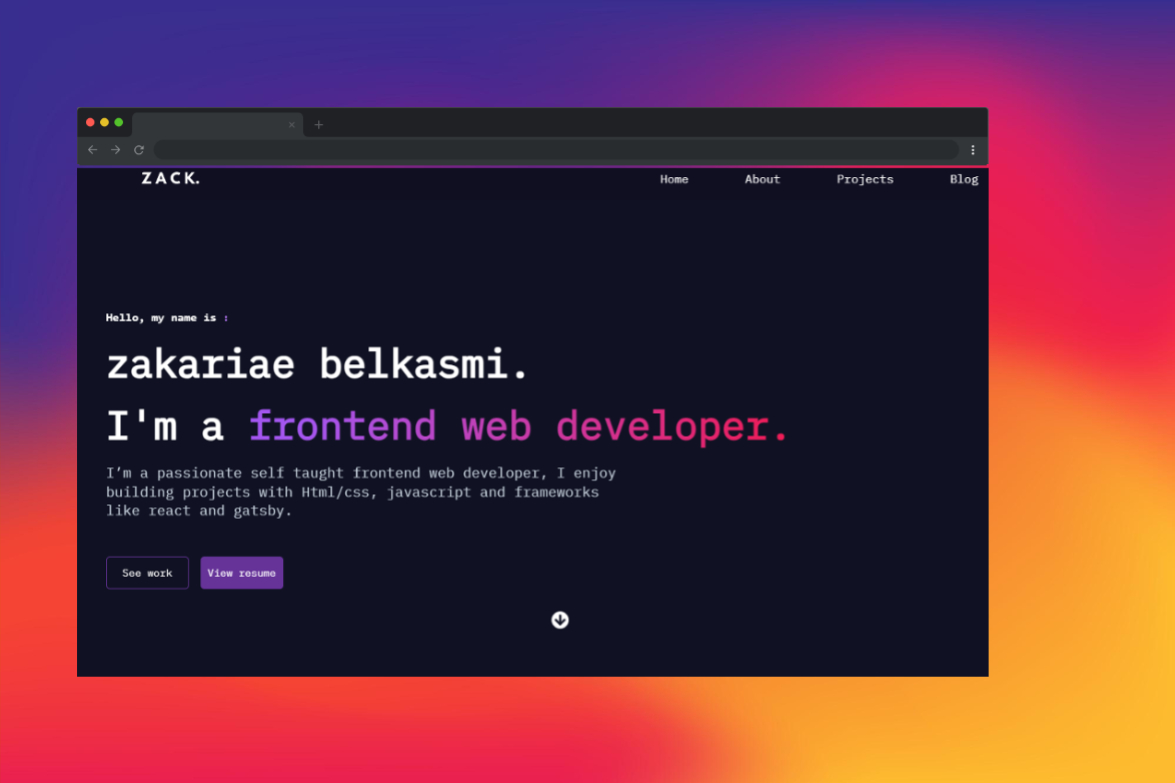 ZACK.
Home About Projects Blog
Hello, my name is :
zakariae belkasmi.
I'm a frontend web developer.
I’m a passionate self taught frontend web developer, I enjoy
building projects with Html/css, javascript and frameworks
like react and gatsby.
See work
View resume